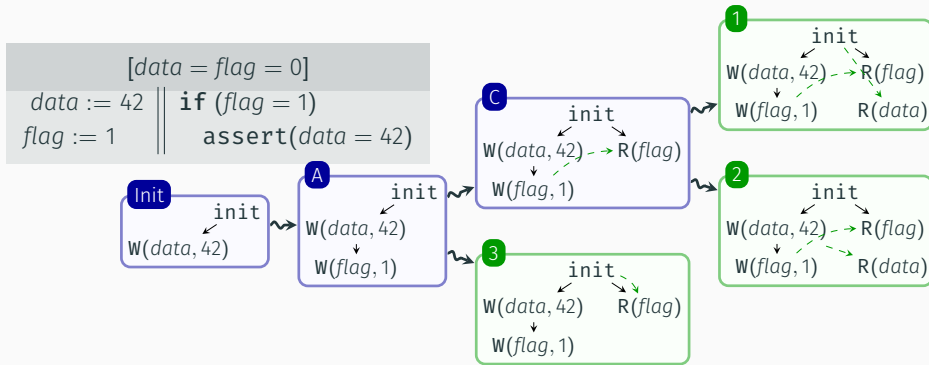 [data = flag = 0]
data := 42 || if (flag = 1)
flag := 1 || assert(data = 42)
Init
init
W(data, 42)
A
init
W(data, 42)
W(flag, 1)
C
init
W(data, 42) R(flag)
W(flag, 1)
3
init
W(data, 42) R(flag)
W(flag, 1)
1
init
W(data, 42) R(flag)
W(flag, 1) R(data)
2
init
W(data, 42) R(flag)
W(flag, 1) R(data)